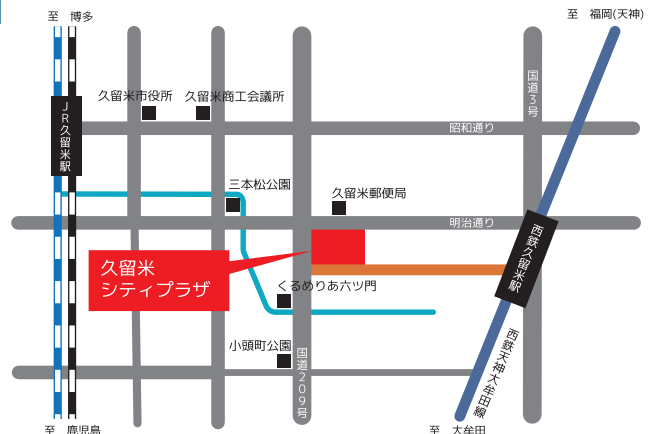 至　博多
至　福岡(天神)
久留米市役所
久留米商工会議所
国道3号
JR久留米駅
昭和通り
三本松公園
久留米郵便局
明治通り
西鉄久留米駅
久留米
シティプラザ
くるめりあ六ツ門
小頭町公園
国道209号
西鉄天神大牟田線
至　鹿児島
至　大牟田